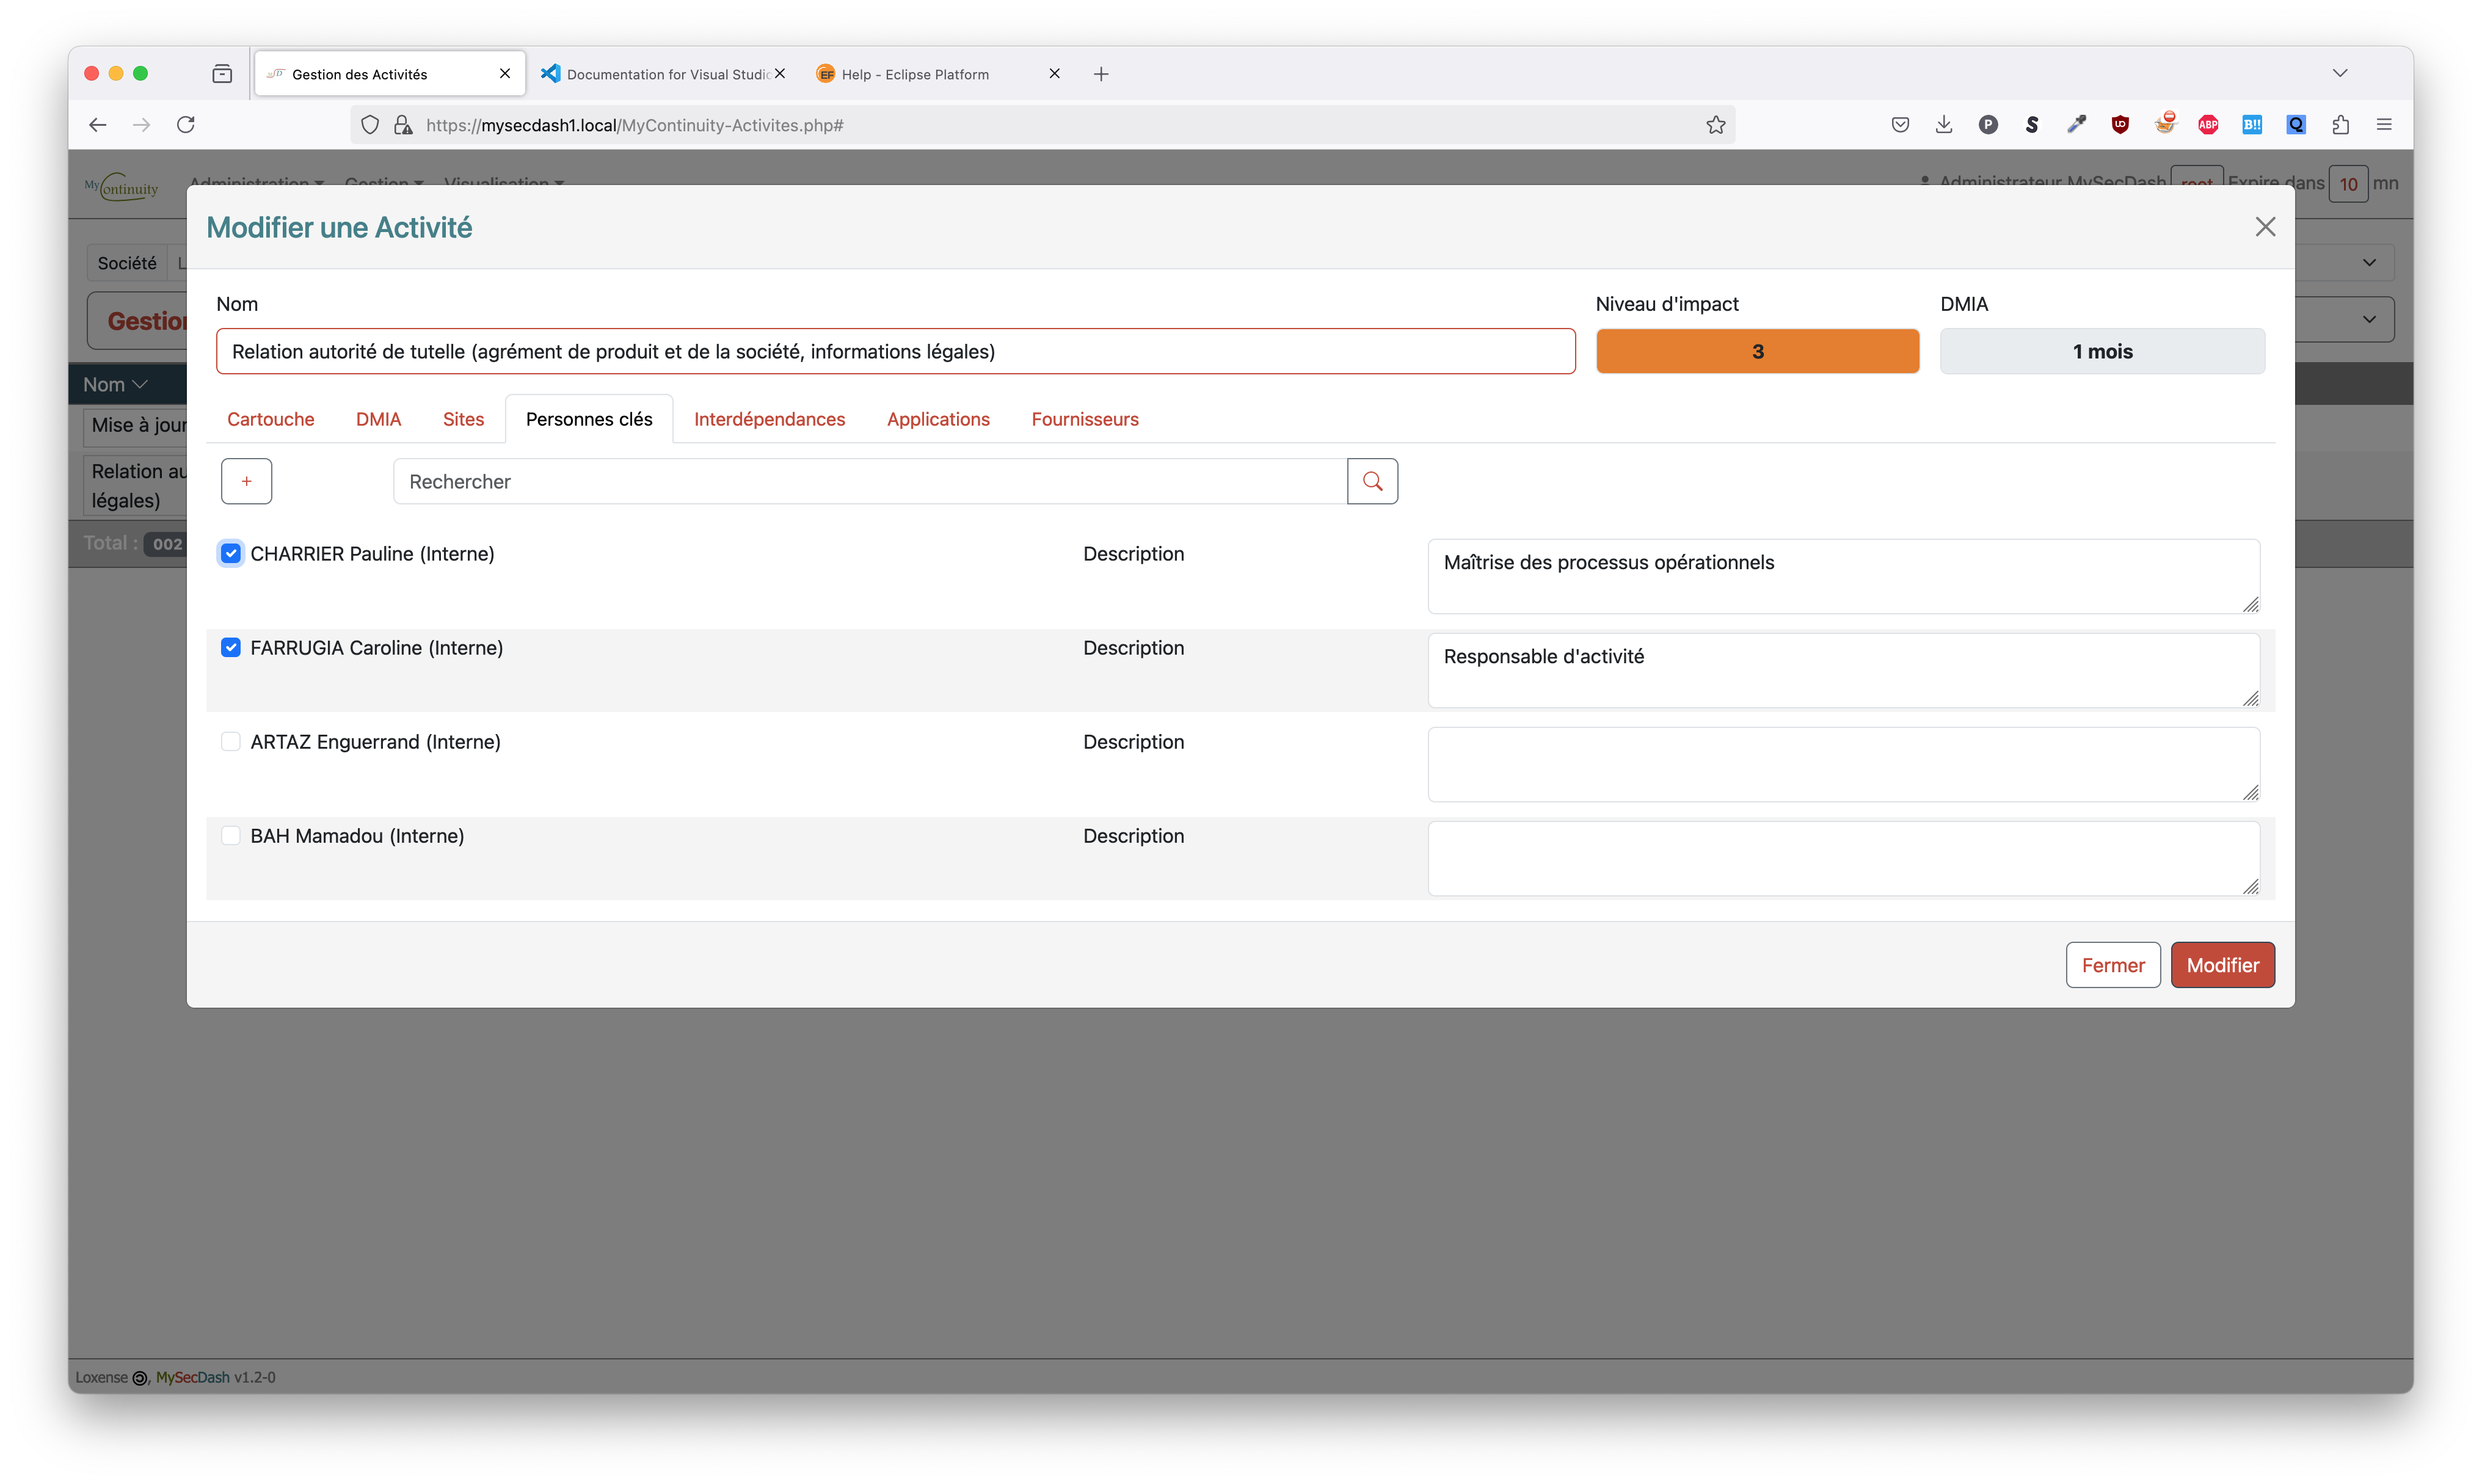 Gestion des Activités
Documentation for Visual Studio
Help - Eclipse Platform
https://mysecdash1.local/MyContinuity-Activites.php#
MyContinuity Administration Gestion Visualisation
Administrateur MySecDash root Expire dans 10 mn
Société L
Gestion
Nom
Mise à jour
Relation au
légales)
Total : 002
Modifier une Activité
Nom
Niveau d'impact
DMIA
Relation autorité de tutelle (agrément de produit et de la société, informations légales)
3
1 mois
Cartouche DMIA Sites Personnes clés Interdépendances Applications Fournisseurs
+
Rechercher
CHARRIER Pauline (Interne) Description Maîtrise des processus opérationnels
FARRUGIA Caroline (Interne) Description Responsable d'activité
ARTAZ Enguerrand (Interne) Description
BAH Mamadou (Interne) Description
Fermer Modifier
Loxense , MySecDash v1.2-0